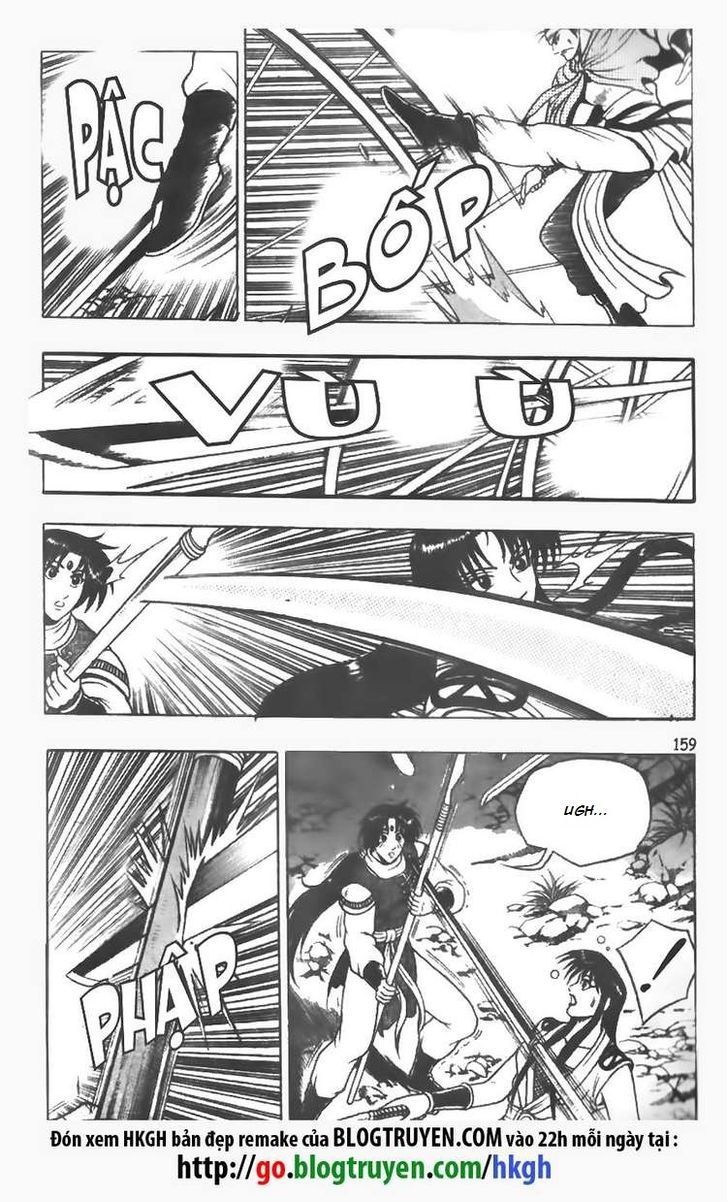 PẬC
BỐP
VÙ Ù
159
UGH...
!
PHẬP
Đón xem HKGH bản đẹp remake của BLOGTRUYEN.COM vào 22h mỗi ngày tại :
http://go.blogtruyen.com/hkgh